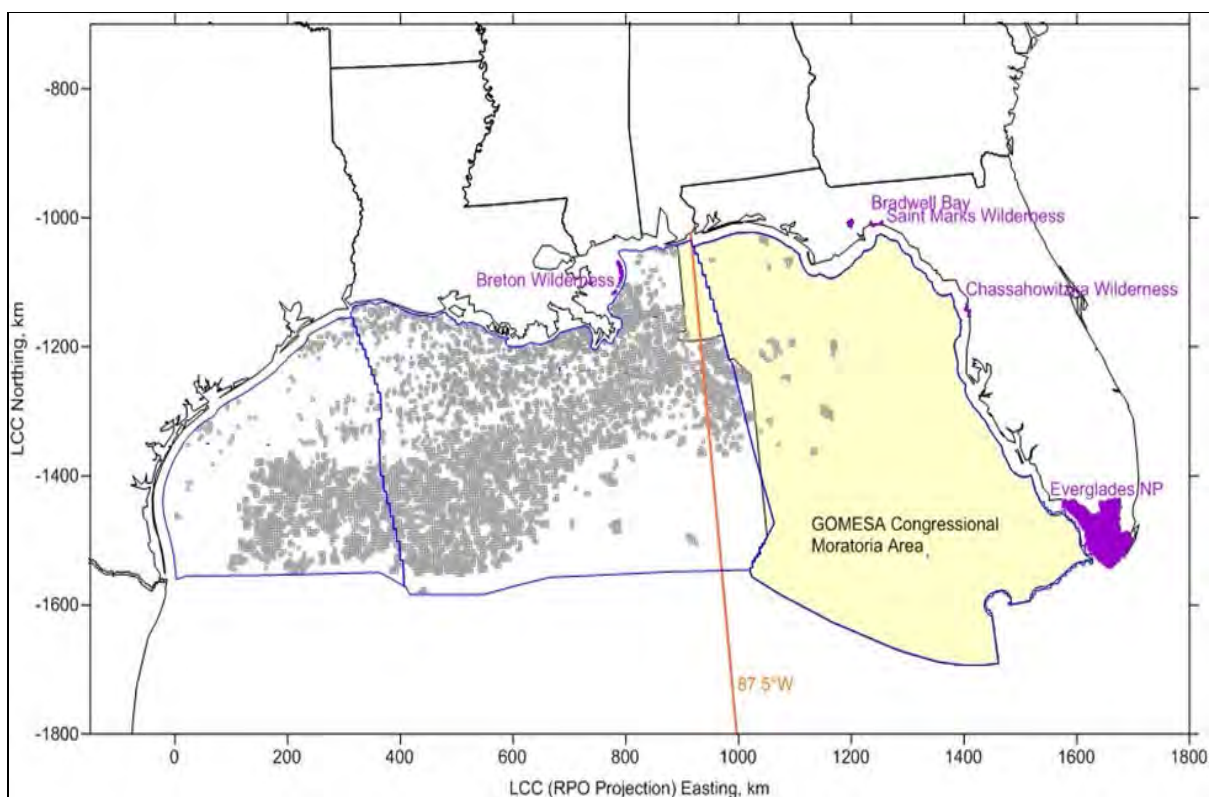 -800
-1000
-1200
-1400
-1600
-1800
LCC Northing, km
Bradwell Bay
Saint Marks Wilderness
Breton Wilderness
Chassahowitzka Wilderness
Everglades NP
GOMESA Congressional
Moratoria Area
87.5°W
0
200
400
600
800
1000
1200
1400
1600
1800
LCC (RPO Projection) Easting, km